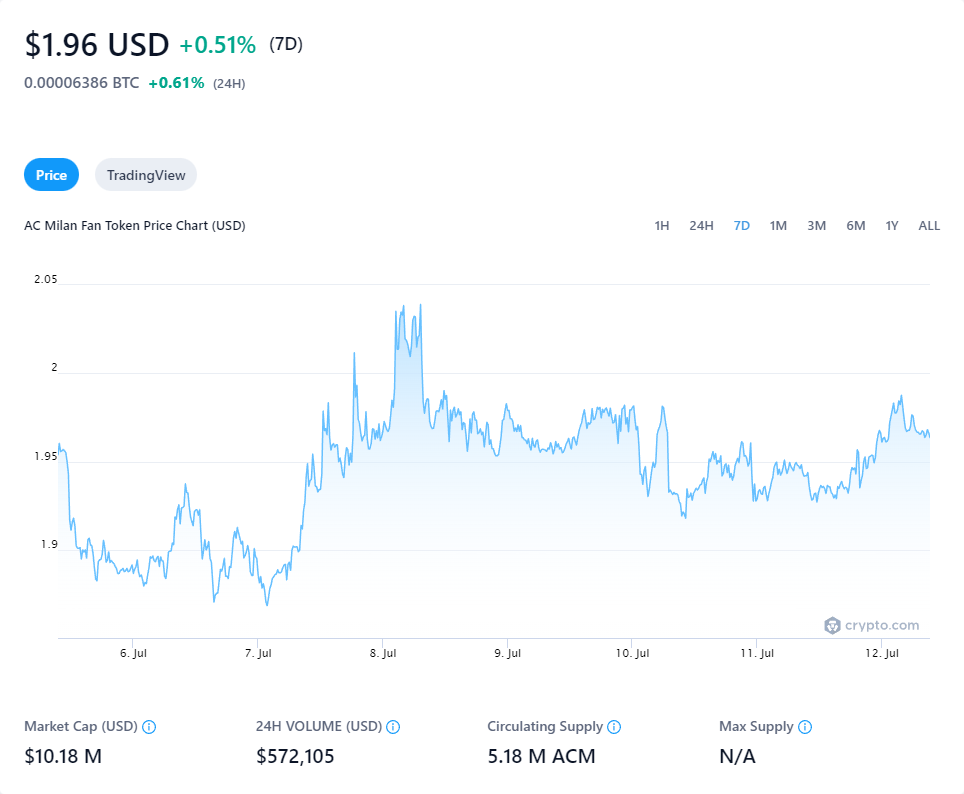 $1.96 USD +0.51% (7D)
0.00006386 BTC +0.61% (24H)
Price TradingView
AC Milan Fan Token Price Chart (USD) 1H 24H 7D 1M 3M 6M 1Y ALL
2.05
2
1.95
1.9
crypto.com
6. Jul 7. Jul 8. Jul 9. Jul 10. Jul 11. Jul 12. Jul
Market Cap (USD) 24H VOLUME (USD) Circulating Supply Max Supply
$10.18 M $572,105 5.18 M ACM N/A